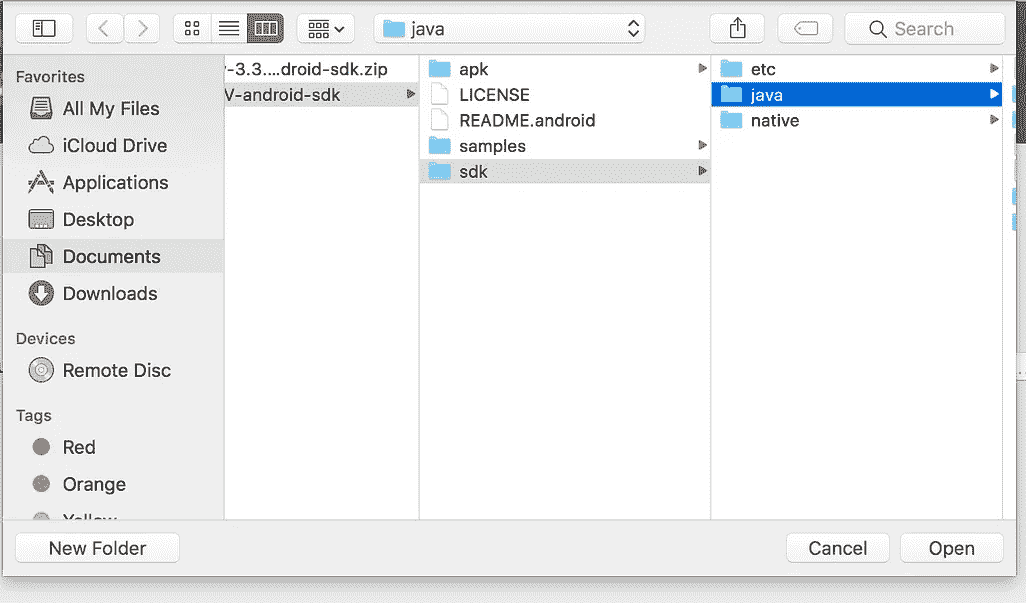 java
Search
Favorites
All My Files
iCloud Drive
Applications
Desktop
Documents
Downloads
Devices
Remote Disc
Tags
Red
Orange
Yellow
-3.3....droid-sdk.zip
V-android-sdk
apk
LICENSE
README.android
samples
sdk
etc
java
native
New Folder
Cancel
Open